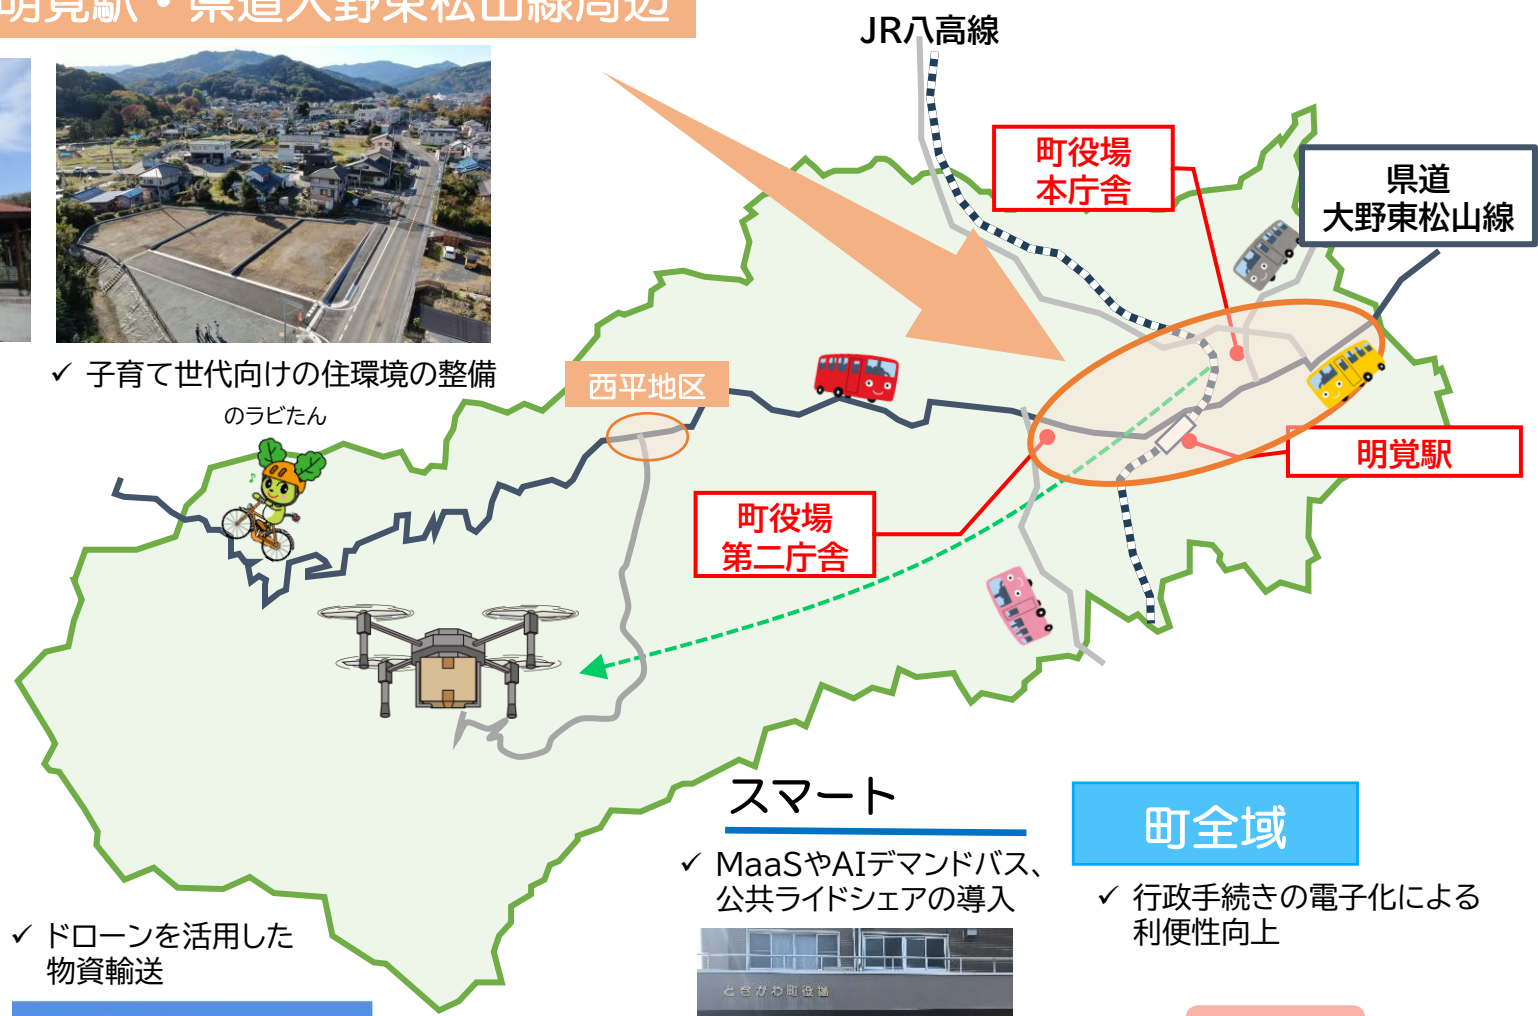 明覚駅・県道大野東松山線周辺
JR八高線
町役場
本庁舎
県道
大野東松山線
✓ 子育て世代向けの住環境の整備
のラビたん
西平地区
明覚駅
町役場
第二庁舎
スマート
町全域
✓ MaaSやAIデマンドバス、
公共ライドシェアの導入
✓ 行政手続きの電子化による
利便性向上
✓ ドローンを活用した
物資輸送
ときがわ町役場